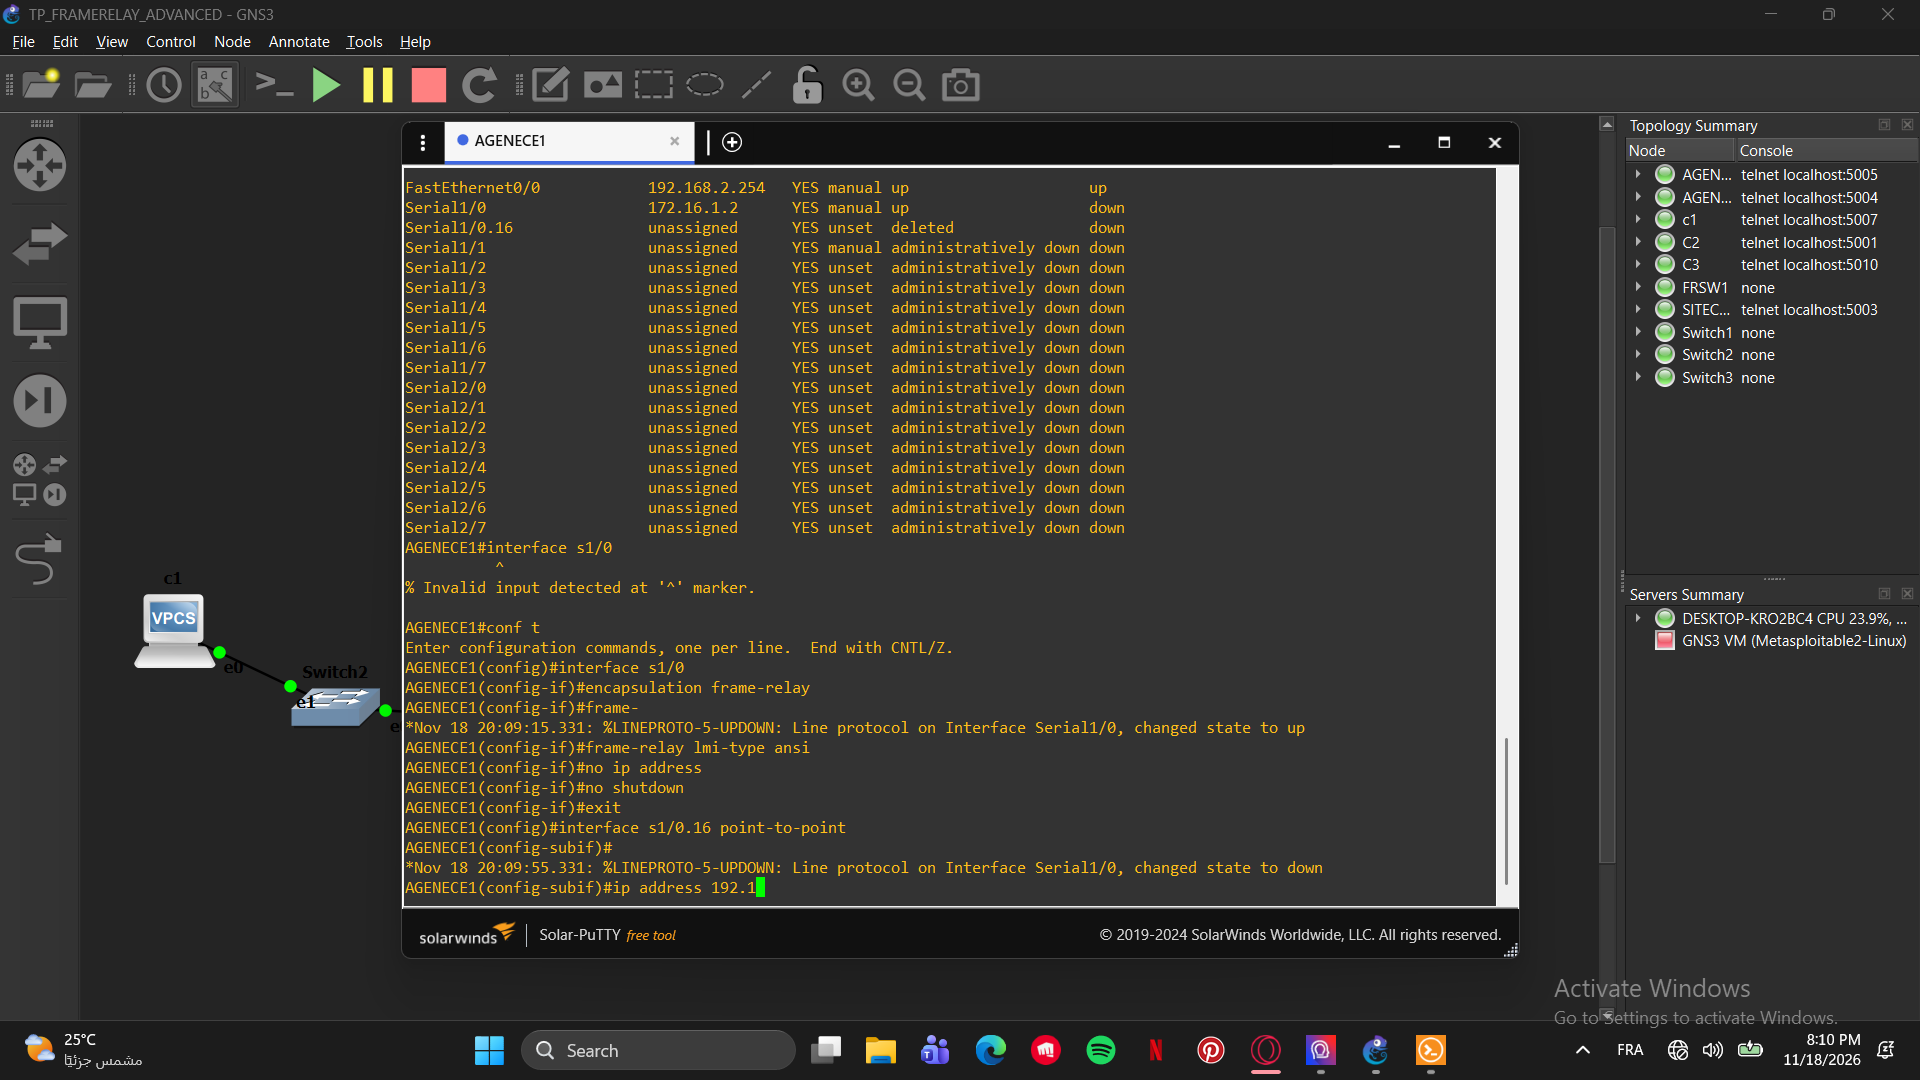 TP_FRAMERELAY_ADVANCED - GNS3
File Edit View Control Node Annotate Tools Help
AGENECE1
FastEthernet0/0 192.168.2.254 YES manual up up
Serial1/0 172.16.1.2 YES manual up down
Serial1/0.16 unassigned YES unset deleted down
Serial1/1 unassigned YES manual administratively down down
Serial1/2 unassigned YES unset administratively down down
Serial1/3 unassigned YES unset administratively down down
Serial1/4 unassigned YES unset administratively down down
Serial1/5 unassigned YES unset administratively down down
Serial1/6 unassigned YES unset administratively down down
Serial1/7 unassigned YES unset administratively down down
Serial2/0 unassigned YES unset administratively down down
Serial2/1 unassigned YES unset administratively down down
Serial2/2 unassigned YES unset administratively down down
Serial2/3 unassigned YES unset administratively down down
Serial2/4 unassigned YES unset administratively down down
Serial2/5 unassigned YES unset administratively down down
Serial2/6 unassigned YES unset administratively down down
Serial2/7 unassigned YES unset administratively down down
AGENECE1#interface s1/0
^
% Invalid input detected at '^' marker.
AGENECE1#conf t
Enter configuration commands, one per line. End with CNTL/Z.
AGENECE1(config)#interface s1/0
AGENECE1(config-if)#encapsulation frame-relay
AGENECE1(config-if)#frame-
*Nov 18 20:09:15.331: %LINEPROTO-5-UPDOWN: Line protocol on Interface Serial1/0, changed state to up
AGENECE1(config-if)#frame-relay lmi-type ansi
AGENECE1(config-if)#no ip address
AGENECE1(config-if)#no shutdown
AGENECE1(config-if)#exit
AGENECE1(config)#interface s1/0.16 point-to-point
AGENECE1(config-subif)#
*Nov 18 20:09:55.331: %LINEPROTO-5-UPDOWN: Line protocol on Interface Serial1/0, changed state to down
AGENECE1(config-subif)#ip address 192.1
solarwinds Solar-PuTTY free tool © 2019-2024 SolarWinds Worldwide, LLC. All rights reserved.
c1
VPCS
e0
Switch2
e1
e
Topology Summary
Node Console
AGEN... telnet localhost:5005
AGEN... telnet localhost:5004
c1 telnet localhost:5007
C2 telnet localhost:5001
C3 telnet localhost:5010
FRSW1 none
SITEC... telnet localhost:5003
Switch1 none
Switch2 none
Switch3 none
Servers Summary
DESKTOP-KRO2BC4 CPU 23.9%, ...
GNS3 VM (Metasploitable2-Linux)
Activate Windows
Go to Settings to activate Windows.
25°C
مشمس جزئيًا
Search
FRA
8:10 PM
11/18/2026